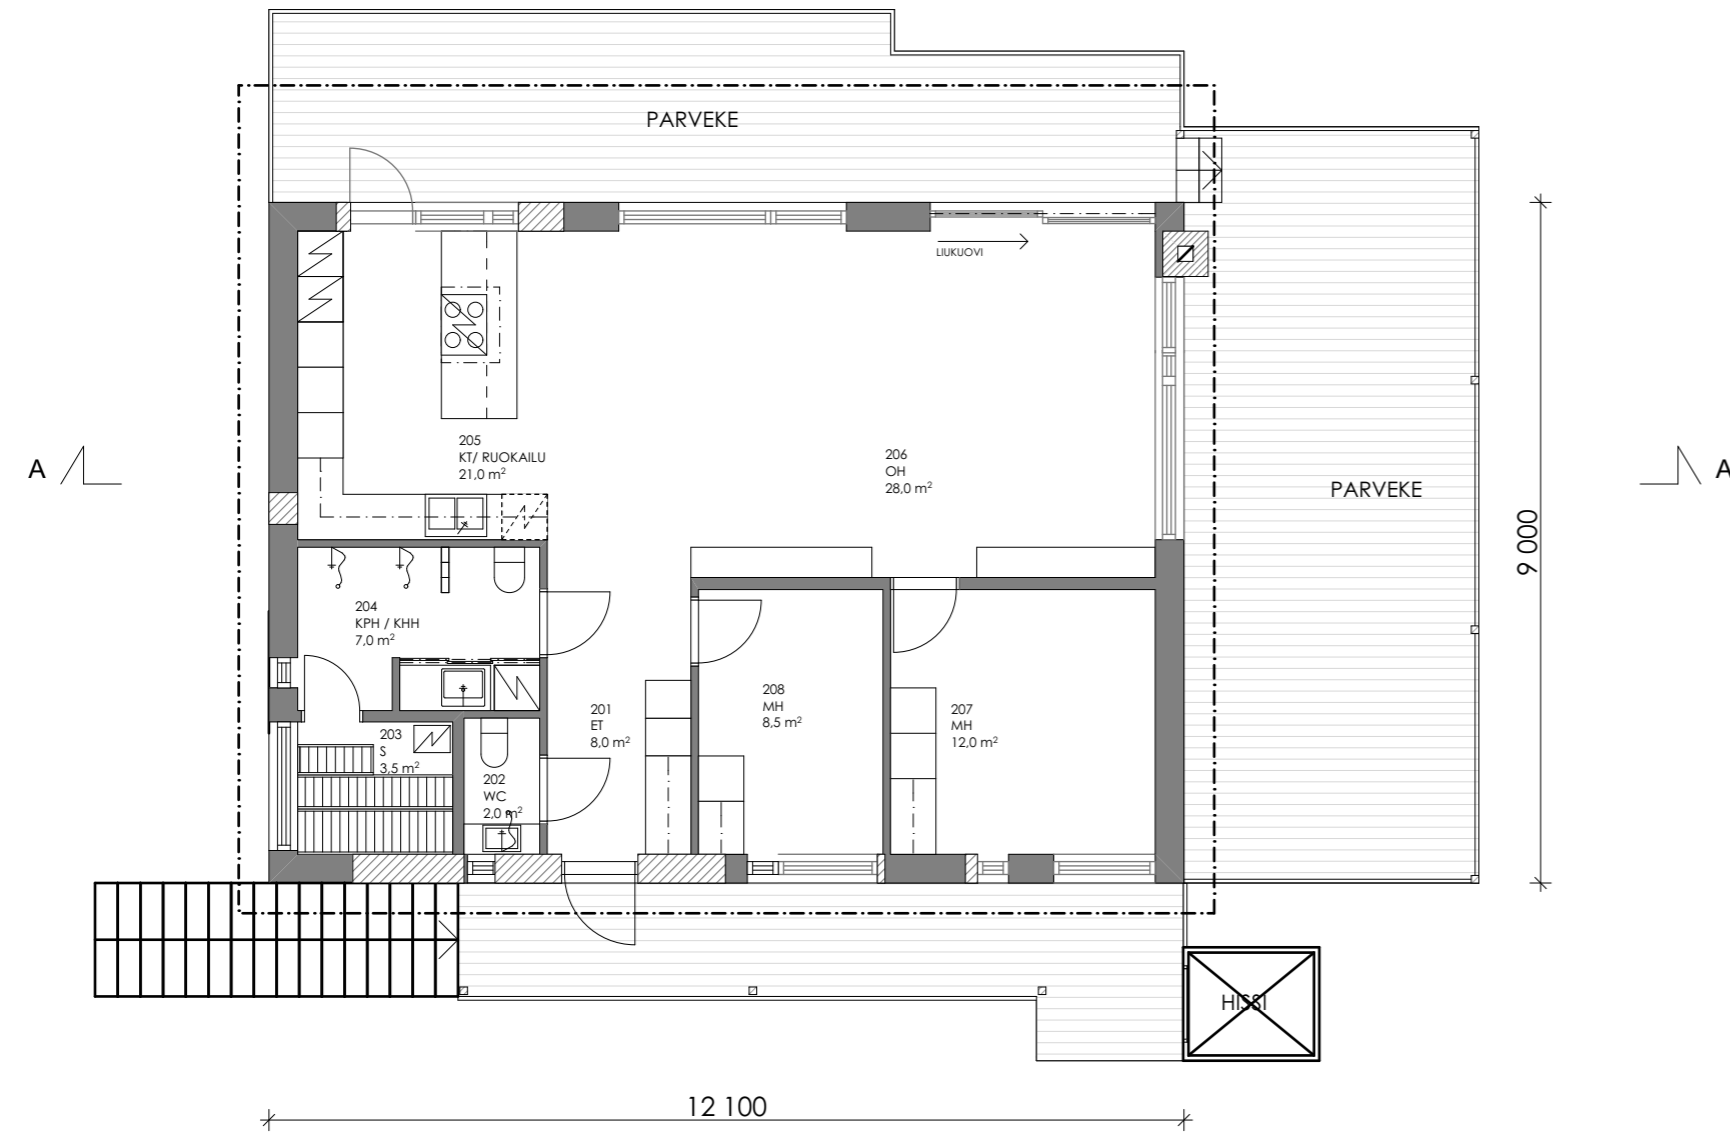 PARVEKE
LIUKUOVI
205
KT/ RUOKAILU
21,0 m²
206
OH
28,0 m²
A
A
PARVEKE
9 000
204
KPH / KHH
7,0 m²
208
MH
8,5 m²
201
ET
8,0 m²
207
MH
12,0 m²
203
S
3,5 m²
202
WC
2,0 m²
HISSI
12 100